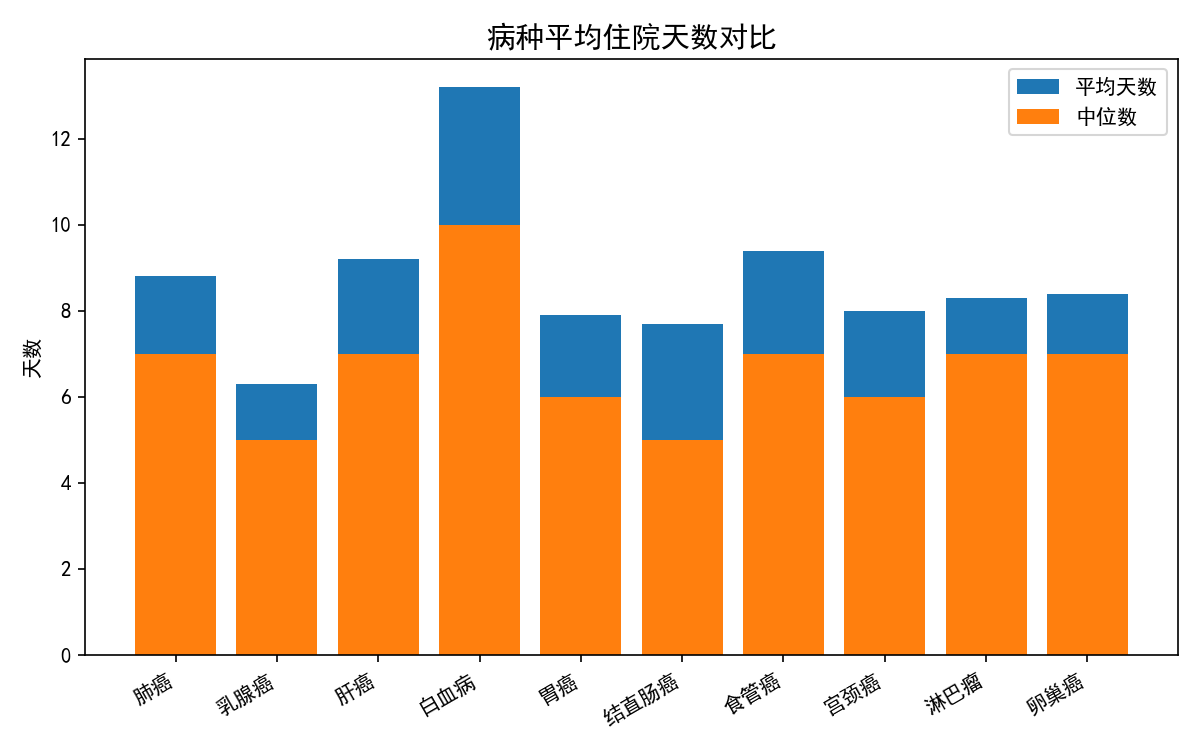 病种平均住院天数对比
平均天数
中位数
天数
12
10
8
6
4
2
0
肺癌
乳腺癌
肝癌
白血病
胃癌
结直肠癌
食管癌
宫颈癌
淋巴瘤
卵巢癌